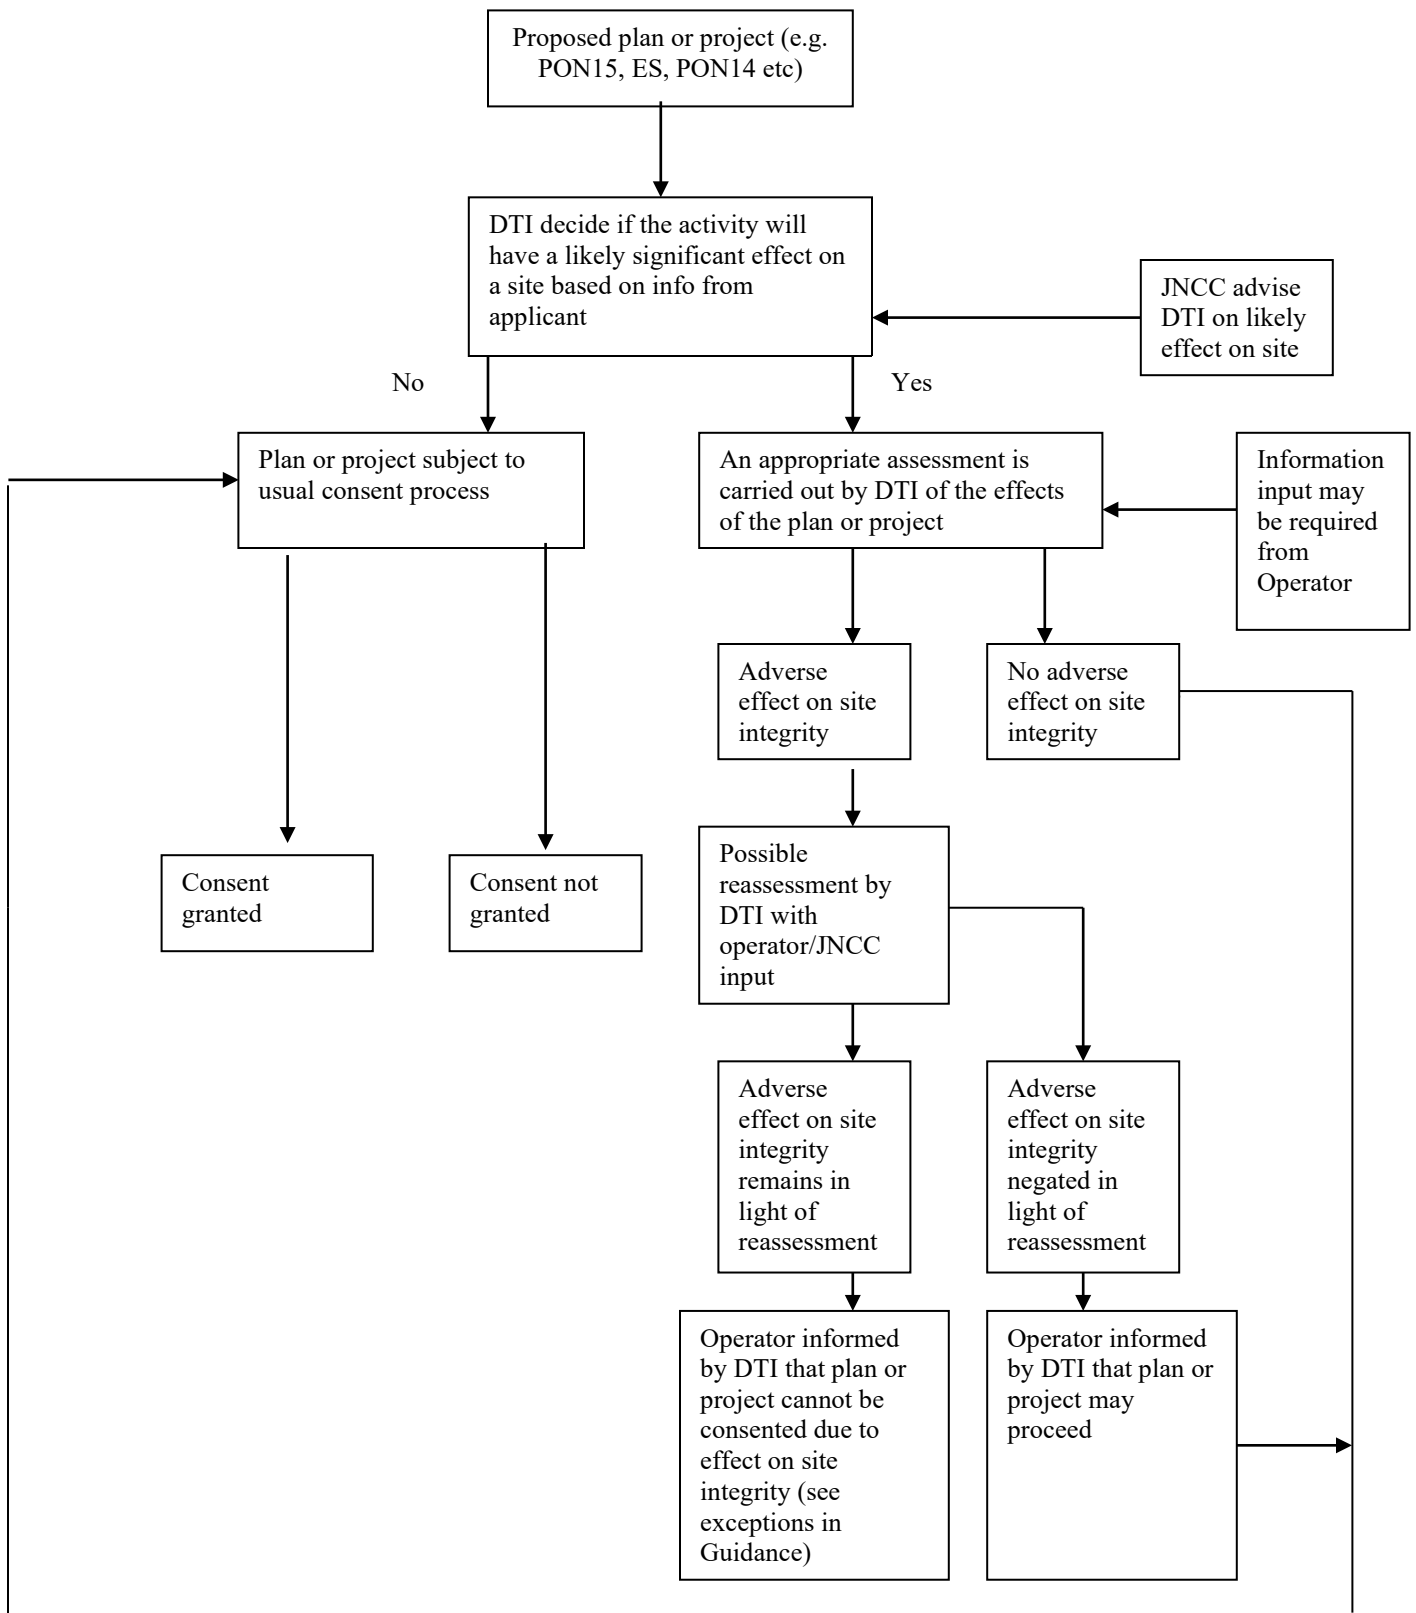 Proposed plan or project (e.g.
PON15, ES, PON14 etc)
DTI decide if the activity will
have a likely significant effect on
a site based on info from
applicant
JNCC advise
DTI on likely
effect on site
No
Yes
Plan or project subject to
usual consent process
An appropriate assessment is
carried out by DTI of the effects
of the plan or project
Information
input may
be required
from
Operator
Adverse
effect on site
integrity
No adverse
effect on site
integrity
Consent
granted
Consent not
granted
Possible
reassessment by
DTI with
operator/JNCC
input
Adverse
effect on site
integrity
remains in
light of
reassessment
Adverse
effect on site
integrity
negated in
light of
reassessment
Operator informed
by DTI that plan or
project cannot be
consented due to
effect on site
integrity (see
exceptions in
Guidance)
Operator informed
by DTI that plan or
project may
proceed